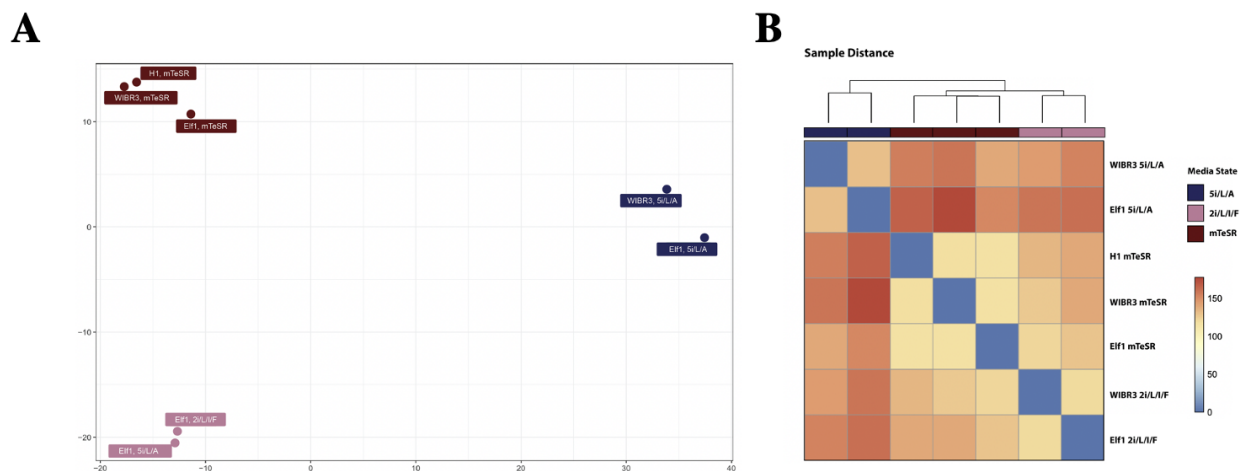 A
H1, mTeSR
WIBR3, mTeSR
Elf1, mTeSR
WIBR3, 5i/L/A
Elf1, 5i/L/A
Elf1, 2i/L/I/F
Elf1, 5i/L/A
10
0
−10
−20
−20
−10
0
10
20
30
40
B
Sample Distance
WIBR3 5i/L/A
Elf1 5i/L/A
H1 mTeSR
WIBR3 mTeSR
Elf1 mTeSR
WIBR3 2i/L/I/F
Elf1 2i/L/I/F
Media State
5i/L/A
2i/L/I/F
mTeSR
150
100
50
0